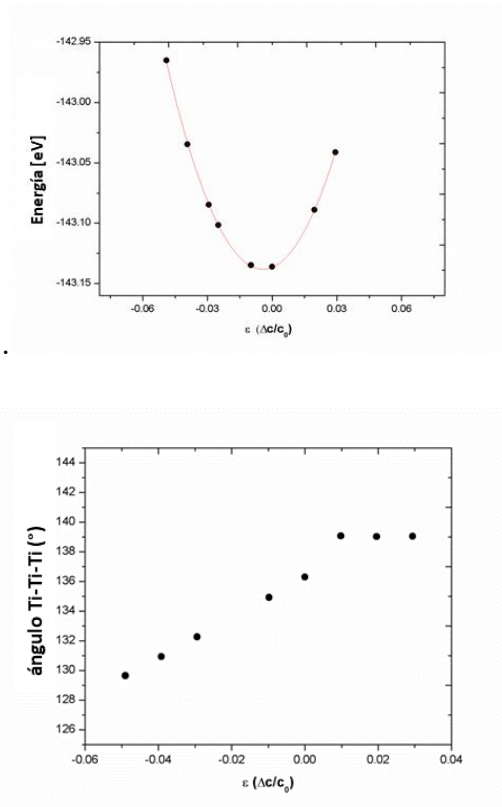 -142.95
-143.00
-143.05
-143.10
-143.15
Energía [eV]
-0.06 -0.03 0.00 0.03 0.06
ε (Δc/c₀)
.
144
142
140
138
136
134
132
130
128
126
ángulo Ti-Ti-Ti (°)
-0.06 -0.04 -0.02 0.00 0.02 0.04
ε (Δc/c₀)